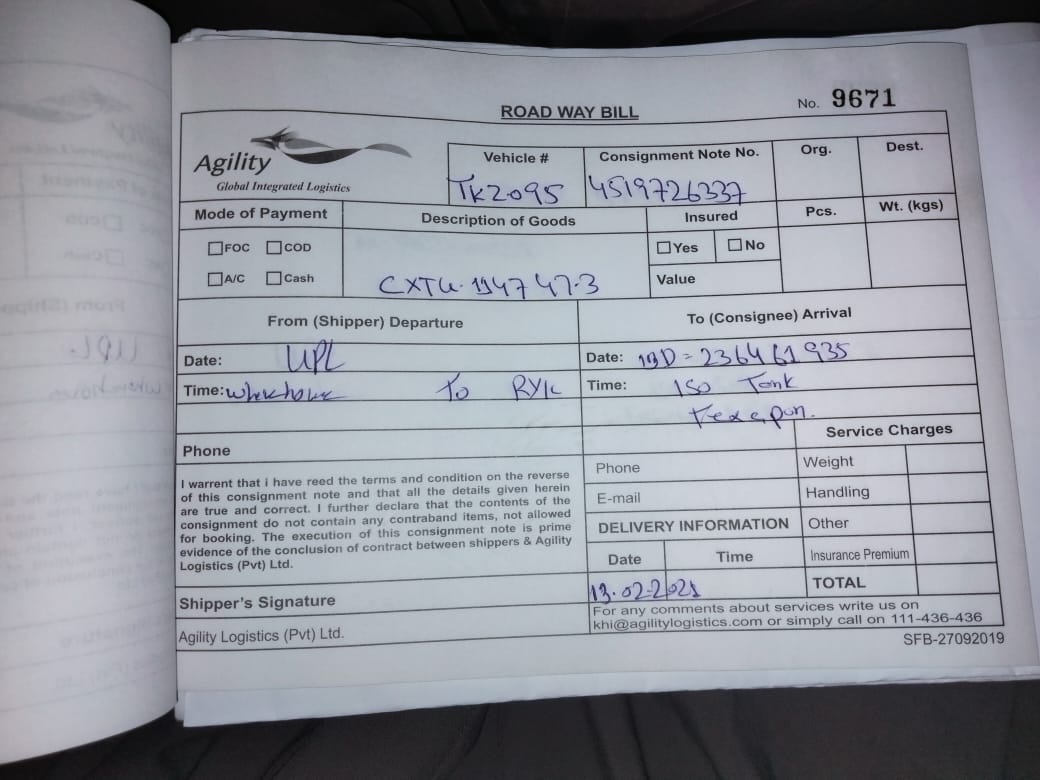 ROAD WAY BILL
No. 9671
Agility
Global Integrated Logistics
Vehicle #
TK2095
Consignment Note No.
4519726337
Org.
Dest.
Mode of Payment
FOC COD
A/C Cash
Description of Goods
CXTU. 114747.3
Insured
Yes No
Value
Pcs.
Wt. (kgs)
From (Shipper) Departure
To (Consignee) Arrival
Date: UPL
Date: IBD = 236461935
Time: To RYK
Time: ISO Tank
Texapon.
Phone
I warrent that i have reed the terms and condition on the reverse
of this consignment note and that all the details given herein
are true and correct. I further declare that the contents of the
consignment do not contain any contraband items, not allowed
for booking. The execution of this consignment note is prime
evidence of the conclusion of contract between shippers & Agility
Logistics (Pvt) Ltd.
Shipper's Signature
Agility Logistics (Pvt) Ltd.
Phone
E-mail
DELIVERY INFORMATION
Date Time
13.02.2021
Service Charges
Weight
Handling
Other
Insurance Premium
TOTAL
For any comments about services write us on
khi@agilitylogistics.com or simply call on 111-436-436
SFB-27092019